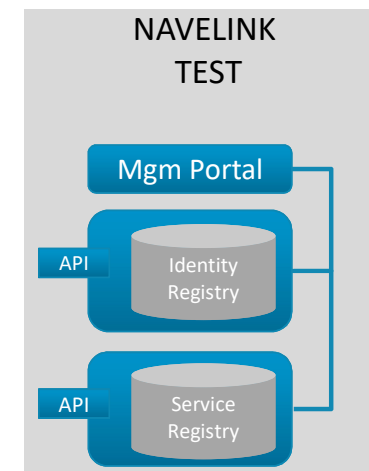 NAVELINK
TEST
Mgm Portal
API
Identity
Registry
API
Service
Registry